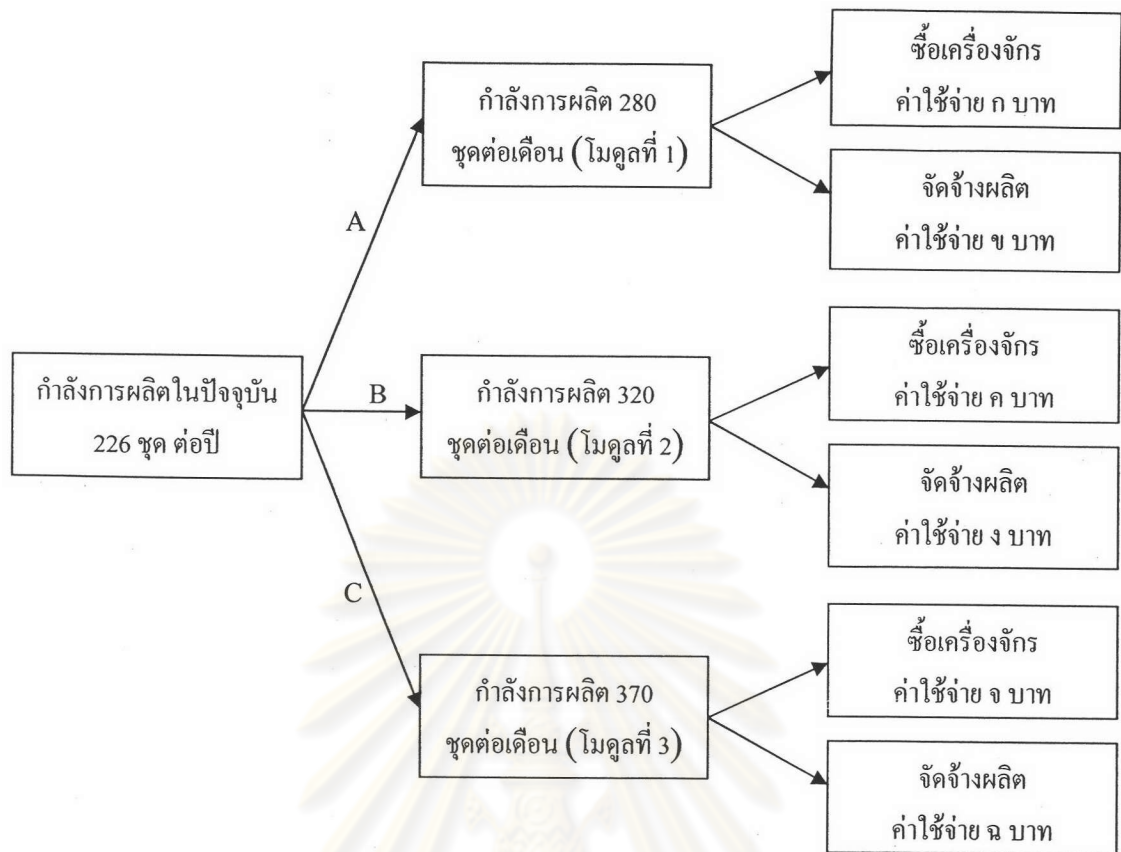 ซื้อเครื่องจักร
ค่าใช้จ่าย ก บาท
กำลังการผลิต 280
ชุดต่อเดือน (โมดูลที่ 1)
จัดจ้างผลิต
ค่าใช้จ่าย ข บาท
A
ซื้อเครื่องจักร
ค่าใช้จ่าย ค บาท
กำลังการผลิตในปัจจุบัน
226 ชุด ต่อปี
B
กำลังการผลิต 320
ชุดต่อเดือน (โมดูลที่ 2)
จัดจ้างผลิต
ค่าใช้จ่าย ง บาท
C
ซื้อเครื่องจักร
ค่าใช้จ่าย จ บาท
กำลังการผลิต 370
ชุดต่อเดือน (โมดูลที่ 3)
จัดจ้างผลิต
ค่าใช้จ่าย ฉ บาท